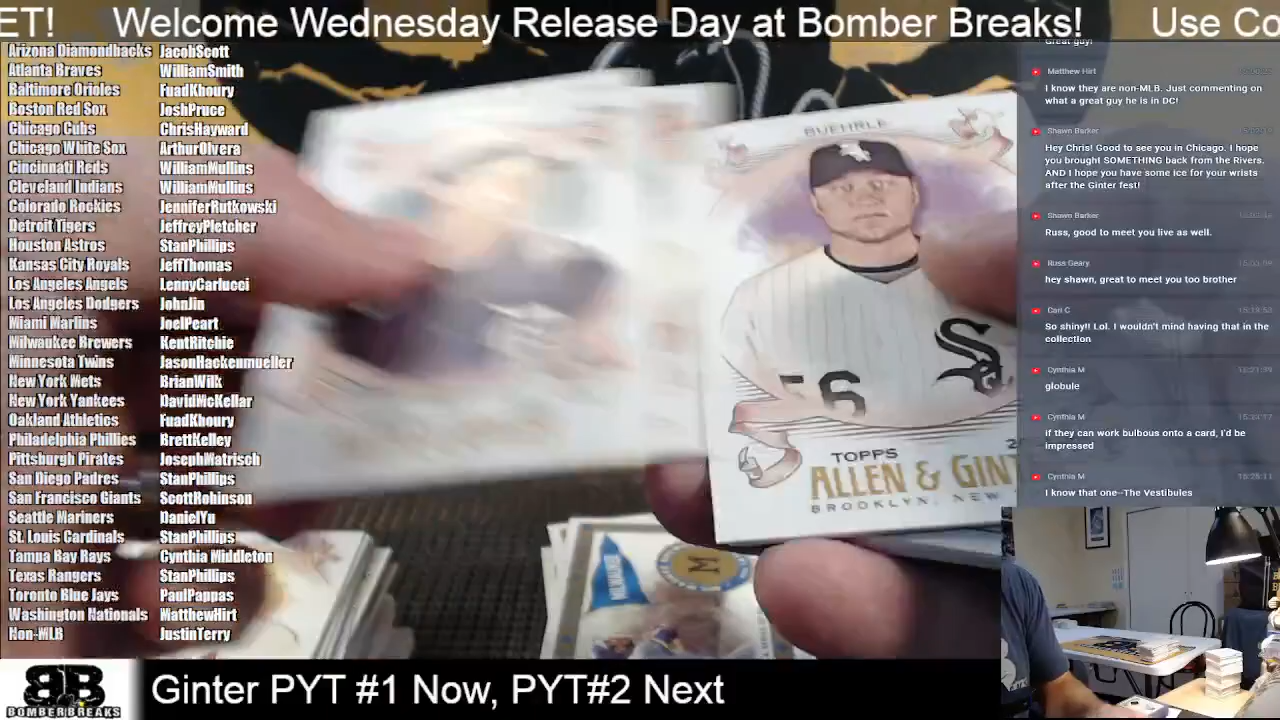 ET! Welcome Wednesday Release Day at Bomber Breaks! Use Co
Arizona Diamondbacks JacobScott
Atlanta Braves WilliamSmith
Baltimore Orioles FuadKhoury
Boston Red Sox JoshPruce
Chicago Cubs ChrisHayward
Chicago White Sox ArthurOlvera
Cincinnati Reds WilliamMullins
Cleveland Indians WilliamMullins
Colorado Rockies JenniferRutkowski
Detroit Tigers JeffreyPletcher
Houston Astros StanPhillips
Kansas City Royals JeffThomas
Los Angeles Angels LennyCarlucci
Los Angeles Dodgers JohnJin
Miami Marlins JoelPeart
Milwaukee Brewers KentRitchie
Minnesota Twins JasonHackenmueller
New York Mets BrianWilk
New York Yankees DavidMcKellar
Oakland Athletics FuadKhoury
Philadelphia Phillies BrettKelley
Pittsburgh Pirates JosephMatrisch
San Diego Padres StanPhillips
San Francisco Giants ScottRobinson
Seattle Mariners DanielYu
St. Louis Cardinals StanPhillips
Tampa Bay Rays Cynthia Middleton
Texas Rangers StanPhillips
Toronto Blue Jays PaulPappas
Washington Nationals MatthewHirt
Non-MLB JustinTerry
BUEHRLE
Sox
56
TOPPS
ALLEN & GIN
BROOKLYN, NEW
MILWAUKEE
M
Great guy!
Matthew Hirt
I know they are non-MLB. Just commenting on
what a great guy he is in DC!
Shawn Barker
Hey Chris! Good to see you in Chicago. I hope
you brought SOMETHING back from the Rivers.
AND I hope you have some ice for your wrists
after the Ginter fest!
Shawn Barker
Russ, good to meet you live as well.
Russ Geary
hey shawn, great to meet you too brother
Carl C
So shiny!! Lol. I wouldn't mind having that in the
collection
Cynthia M
globule
Cynthia M
if they can work bulbous onto a card, I'd be
impressed
Cynthia M
I know that one--The Vestibules
BB
BOMBERBREAKS
Ginter PYT #1 Now, PYT#2 Next